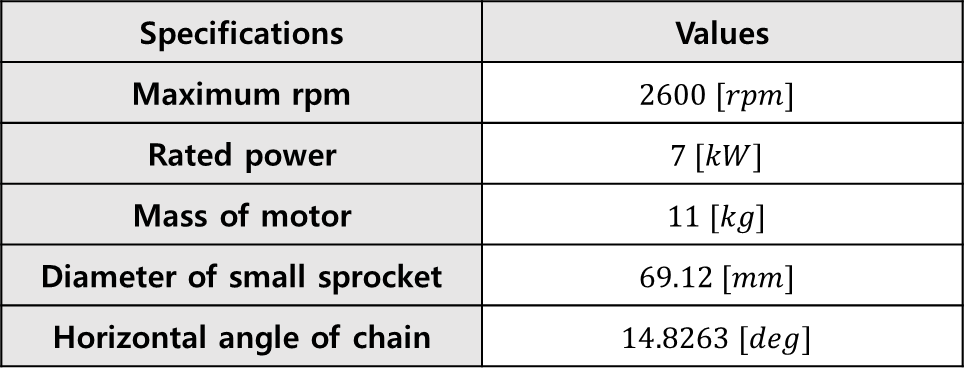 Specifications Values
Maximum rpm 2600 [rpm]
Rated power 7 [kW]
Mass of motor 11 [kg]
Diameter of small sprocket 69.12 [mm]
Horizontal angle of chain 14.8263 [deg]